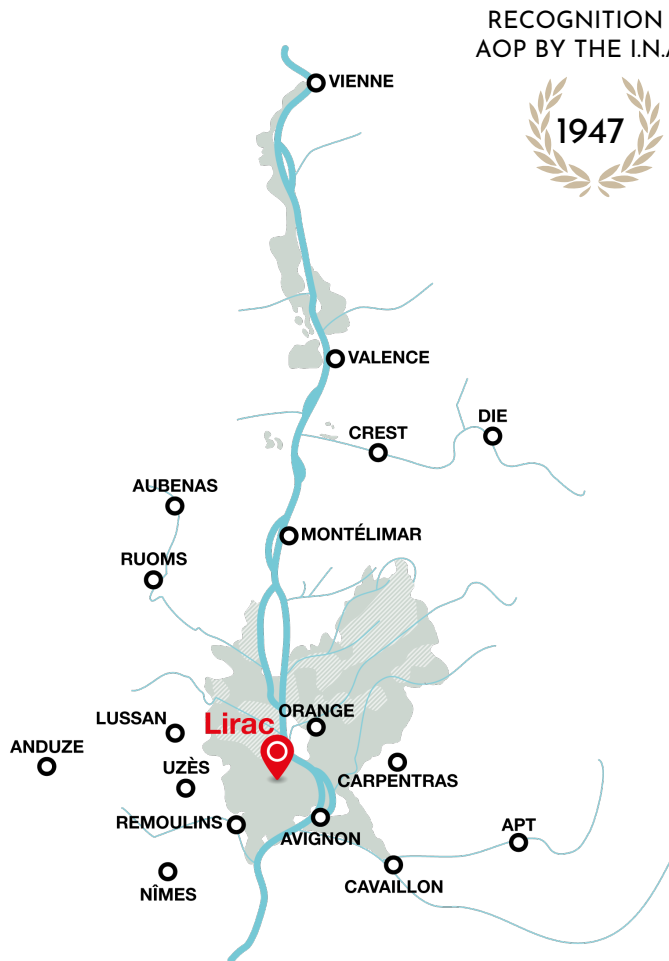 RECOGNITION
AOP BY THE I.N.A
1947
VIENNE
VALENCE
DIE
CREST
AUBENAS
MONTÉLIMAR
RUOMS
ORANGE
LUSSAN
Lirac
ANDUZE
UZÈS
CARPENTRAS
REMOULINS
AVIGNON
APT
NÎMES
CAVAILLON